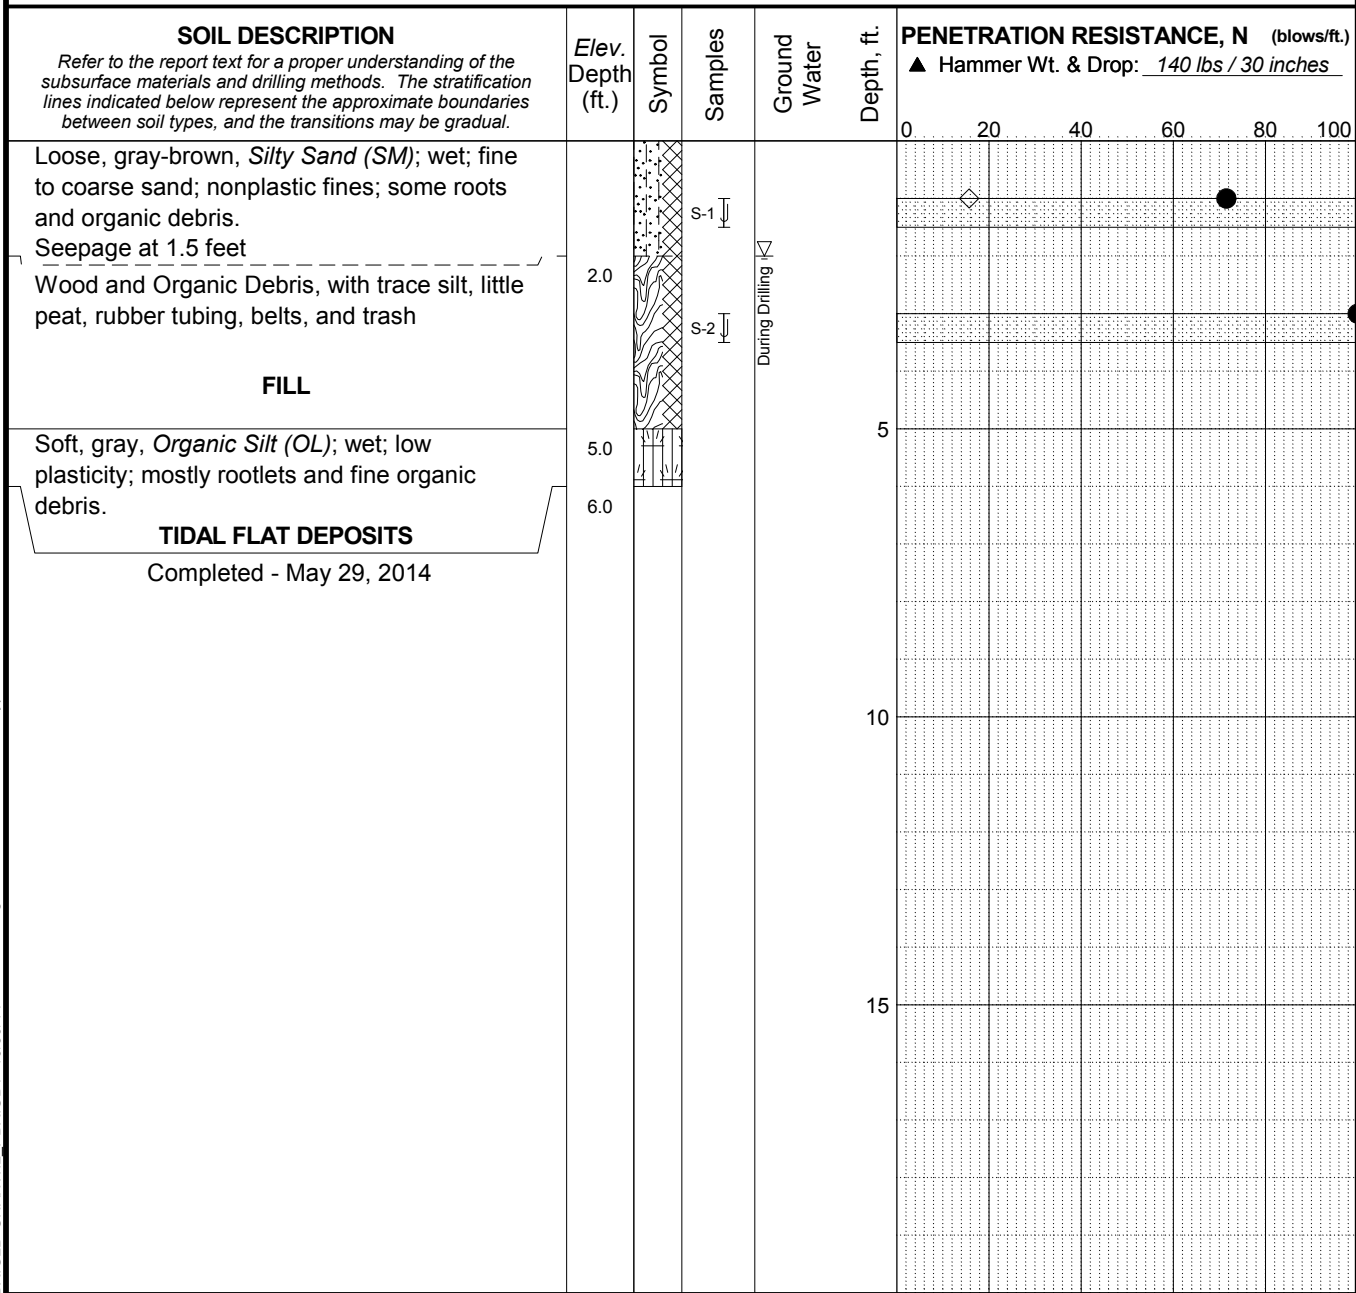 SOIL DESCRIPTION
Refer to the report text for a proper understanding of the
subsurface materials and drilling methods. The stratification
lines indicated below represent the approximate boundaries
between soil types, and the transitions may be gradual.
Elev.
Depth
(ft.)
Symbol
Samples
Ground
Water
Depth, ft.
PENETRATION RESISTANCE, N (blows/ft.)
▲ Hammer Wt. & Drop: 140 lbs / 30 inches
0 20 40 60 80 100
Loose, gray-brown, Silty Sand (SM); wet; fine
to coarse sand; nonplastic fines; some roots
and organic debris.
Seepage at 1.5 feet
S-1
2.0
Wood and Organic Debris, with trace silt, little
peat, rubber tubing, belts, and trash
S-2
During Drilling
FILL
5
Soft, gray, Organic Silt (OL); wet; low
plasticity; mostly rootlets and fine organic
debris.
5.0
6.0
TIDAL FLAT DEPOSITS
Completed - May 29, 2014
10
15